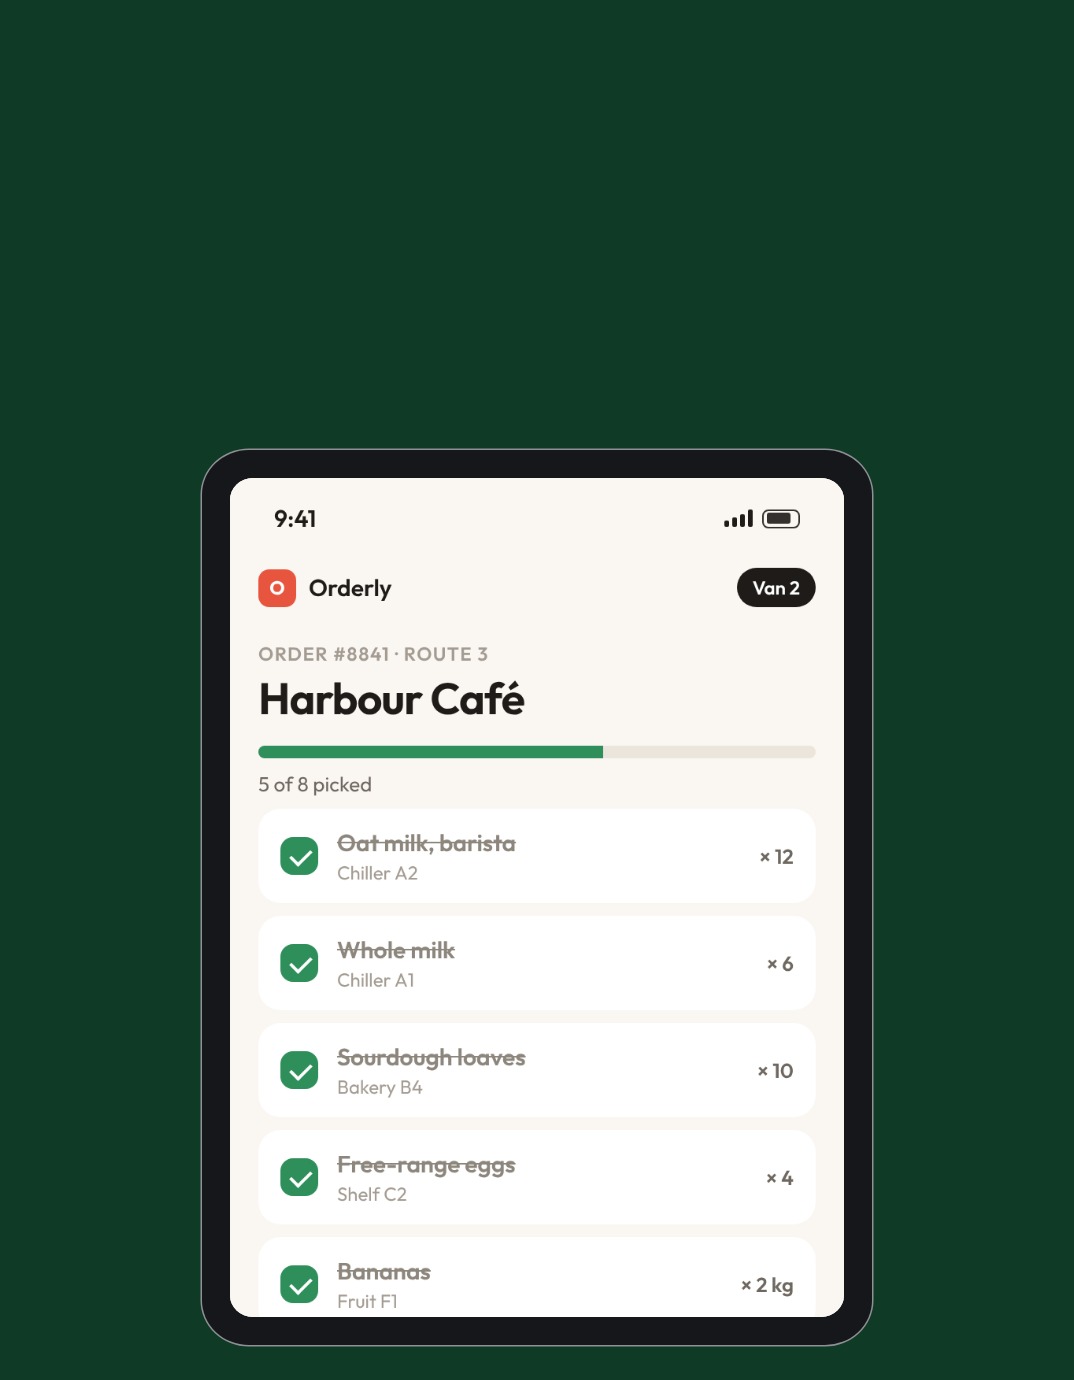 9:41
O Orderly
Van 2
ORDER #8841 · ROUTE 3
Harbour Café
5 of 8 picked
Oat milk, barista
Chiller A2
× 12
Whole milk
Chiller A1
× 6
Sourdough loaves
Bakery B4
× 10
Free-range eggs
Shelf C2
× 4
Bananas
Fruit F1
× 2 kg